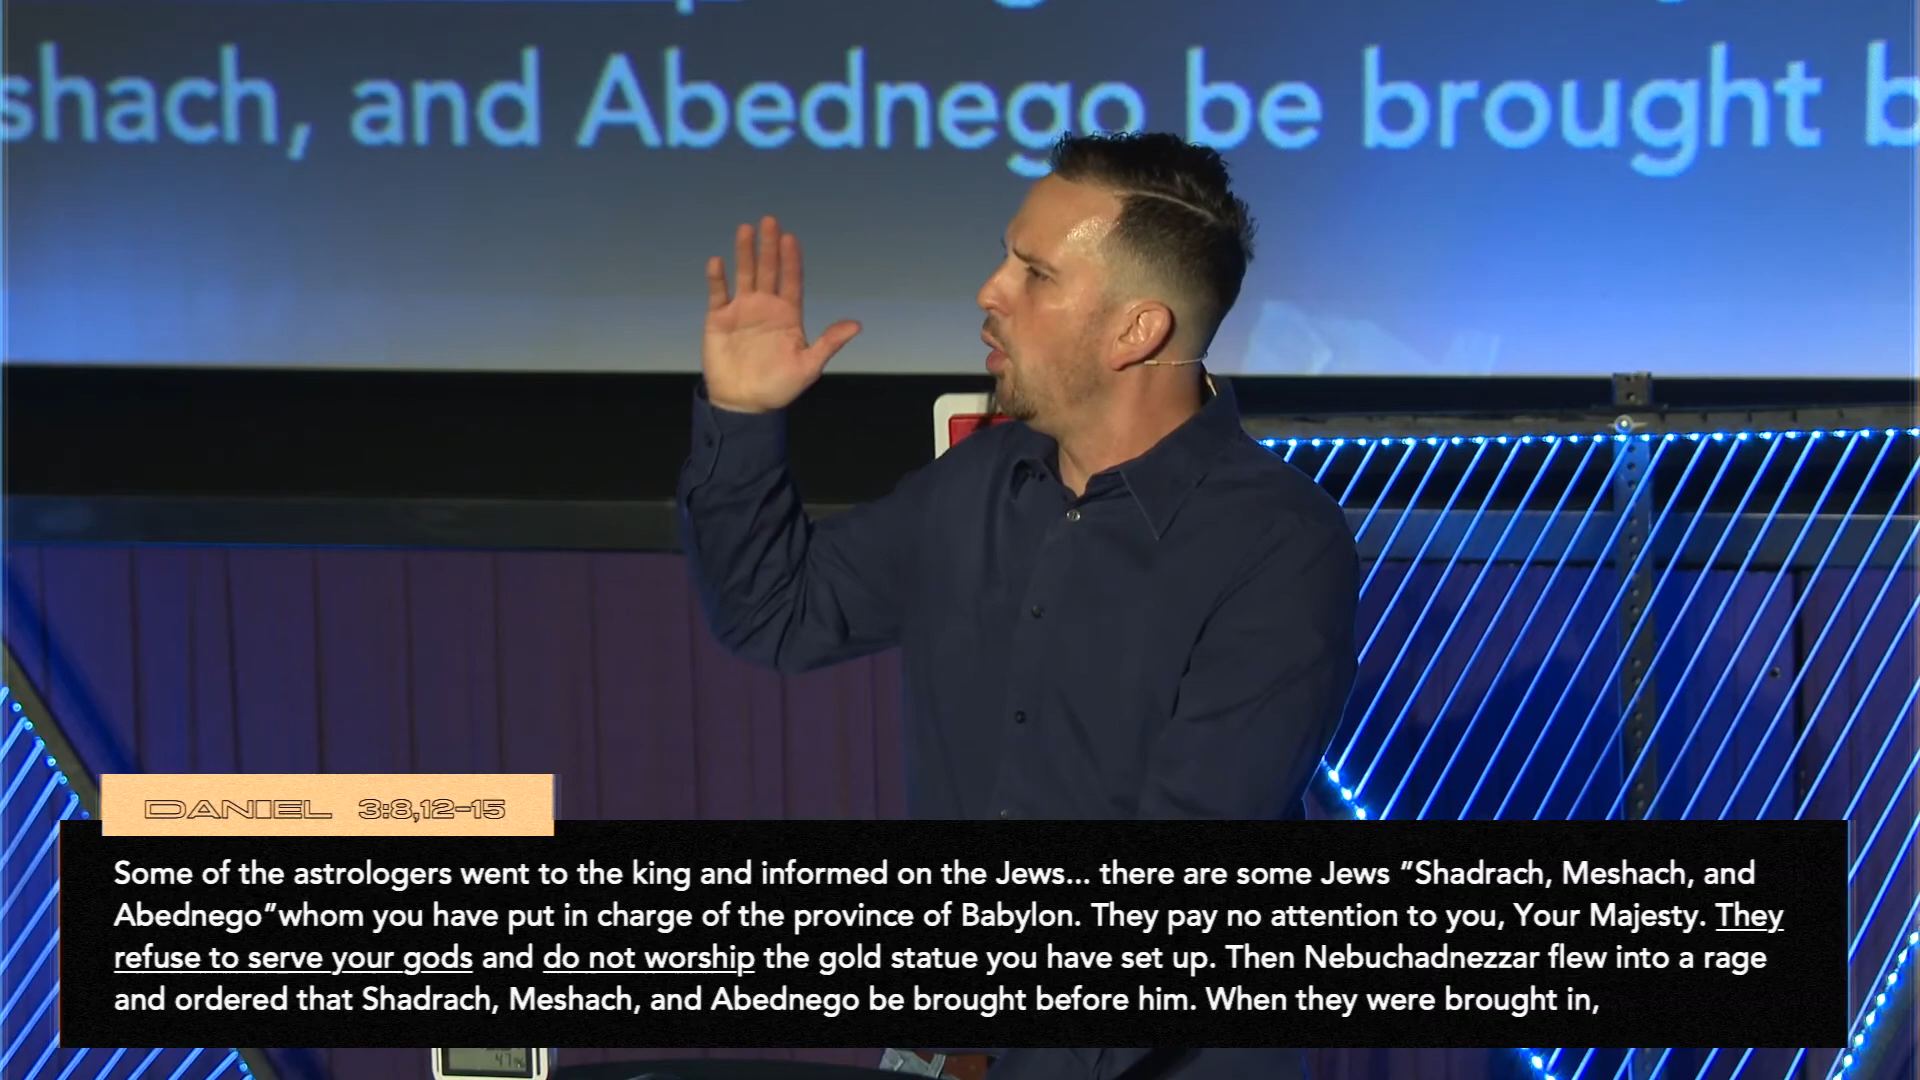 shach, and Abednego be brought b
DANIEL 3:8,12-15
Some of the astrologers went to the king and informed on the Jews... there are some Jews "Shadrach, Meshach, and
Abednego"whom you have put in charge of the province of Babylon. They pay no attention to you, Your Majesty. They
refuse to serve your gods and do not worship the gold statue you have set up. Then Nebuchadnezzar flew into a rage
and ordered that Shadrach, Meshach, and Abednego be brought before him. When they were brought in,